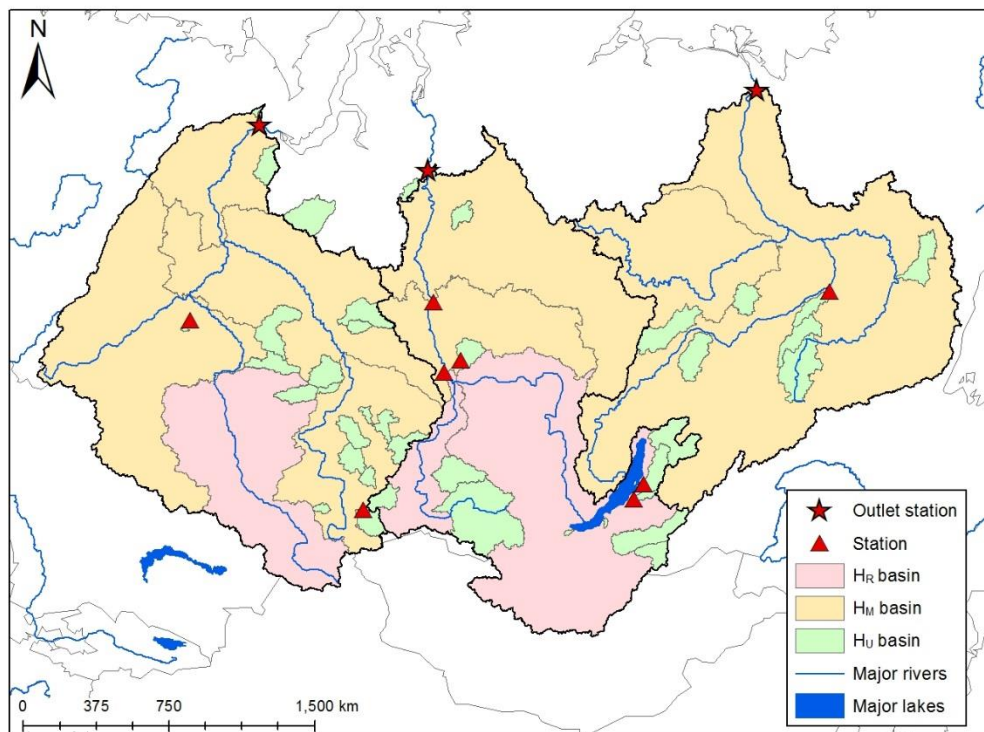 N
Outlet station
Station
HR basin
HM basin
HU basin
Major rivers
Major lakes
0 375 750 1,500 km